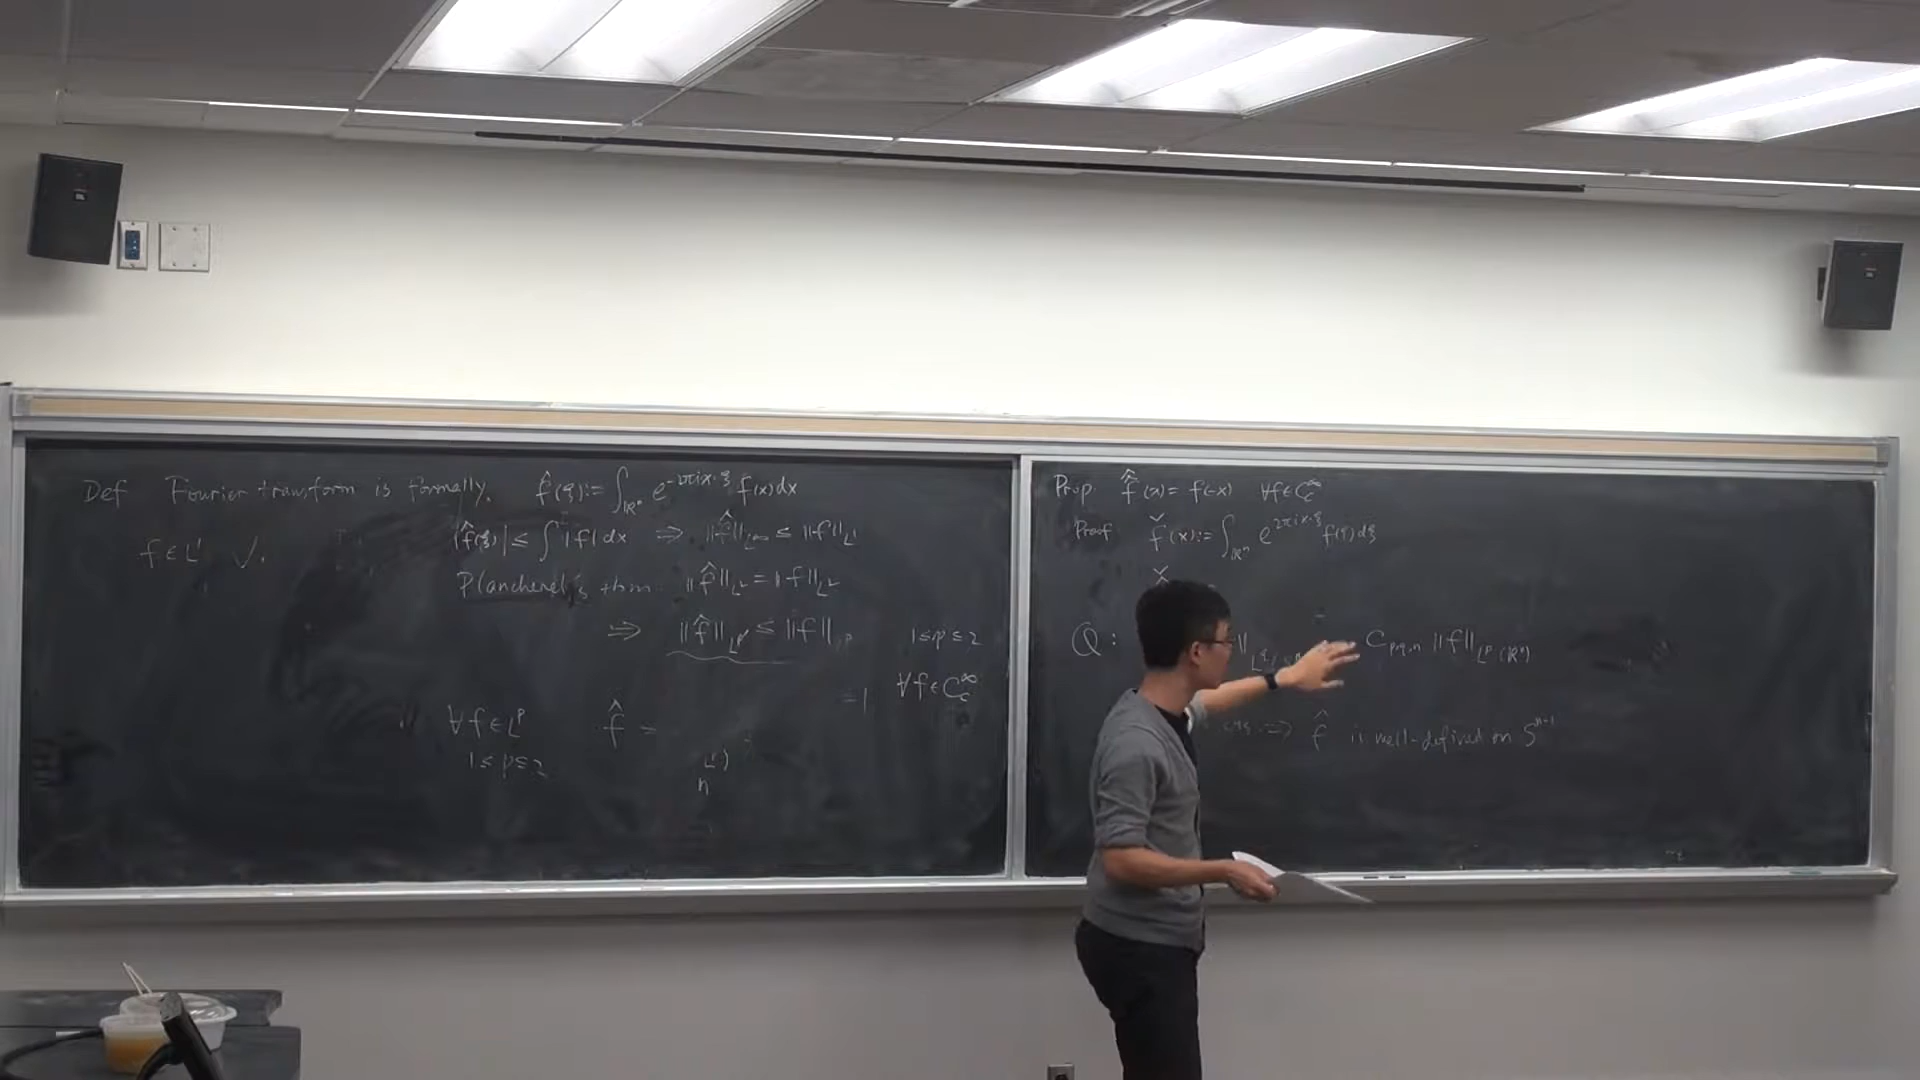 Def Fourier transform is formally. f̂(ξ):= ∫_{ℝⁿ} e^{-2πix·ξ} f(x)dx
f∈L¹ ✓.
|f̂(ξ)| ≤ ∫ |f|dx ⇒ ||f̂||_{L^∞} ≤ ||f||_{L¹}
Plancherel's thm. ||f̂||_{L²} = ||f||_{L²}
⇒ ||f̂||_{L^{p'}} ≤ ||f||_{L^p} 1≤p≤2
=1 ∀f∈C_c^∞
∀f∈L^p f̂ =
1≤p≤2
n
Prop. f̂̂(x) = f(-x) ∀f∈C_c^∞
Proof f̌(x):= ∫_{ℝⁿ} e^{2πix·ξ} f(ξ)dξ
Q: C_{p,q,n} ||f||_{L^p(ℝⁿ)}
⇒ f̂ is well-defined on S^{n-1}